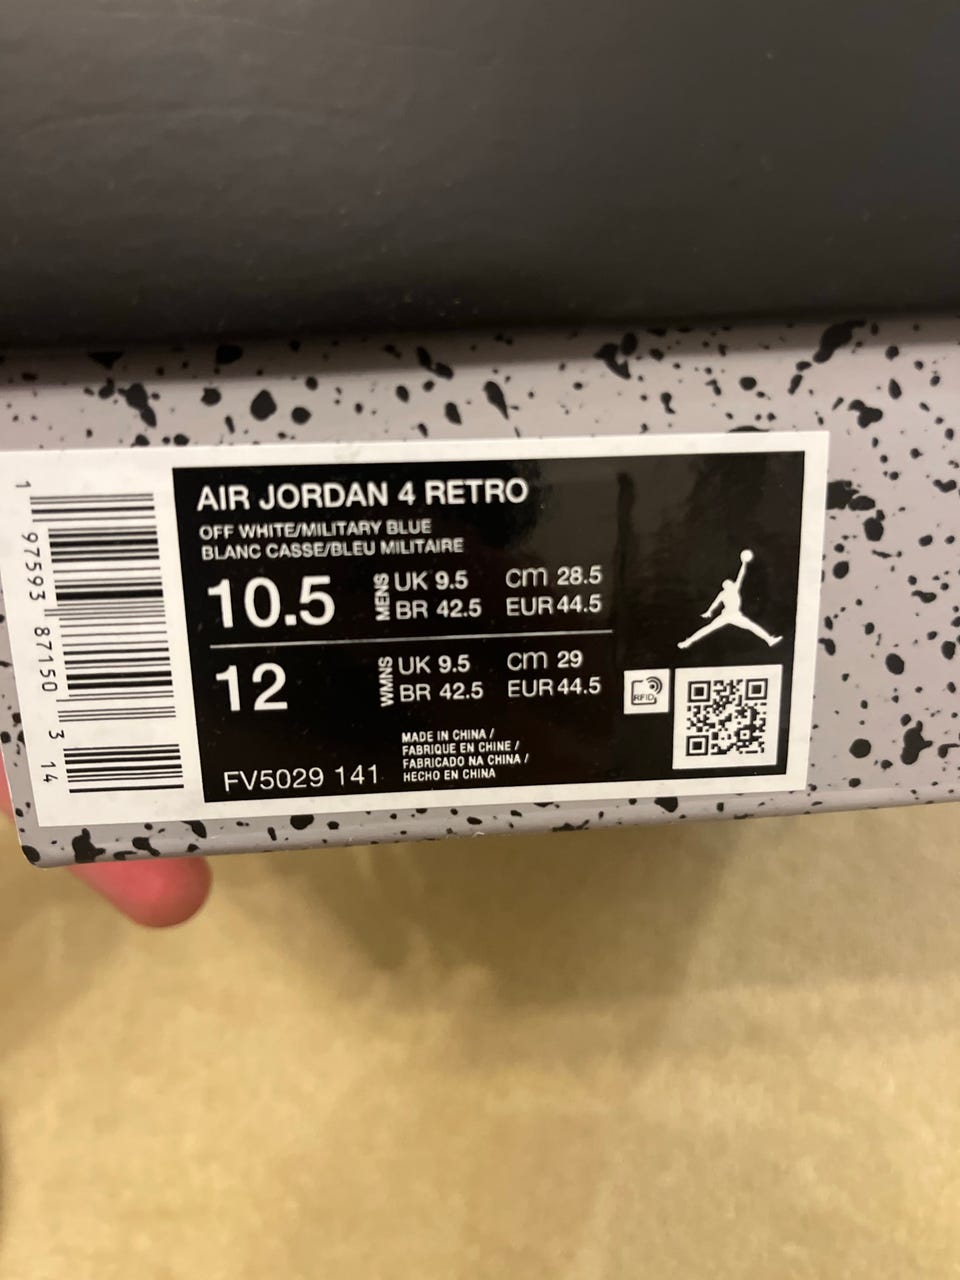 1 97593 87150 3 14
AIR JORDAN 4 RETRO
OFF WHITE/MILITARY BLUE
BLANC CASSE/BLEU MILITAIRE
10.5 MENS UK 9.5 cm 28.5
BR 42.5 EUR 44.5
12 WMNS UK 9.5 cm 29
BR 42.5 EUR 44.5
RFID
MADE IN CHINA /
FABRIQUE EN CHINE /
FABRICADO NA CHINA /
HECHO EN CHINA
FV5029 141